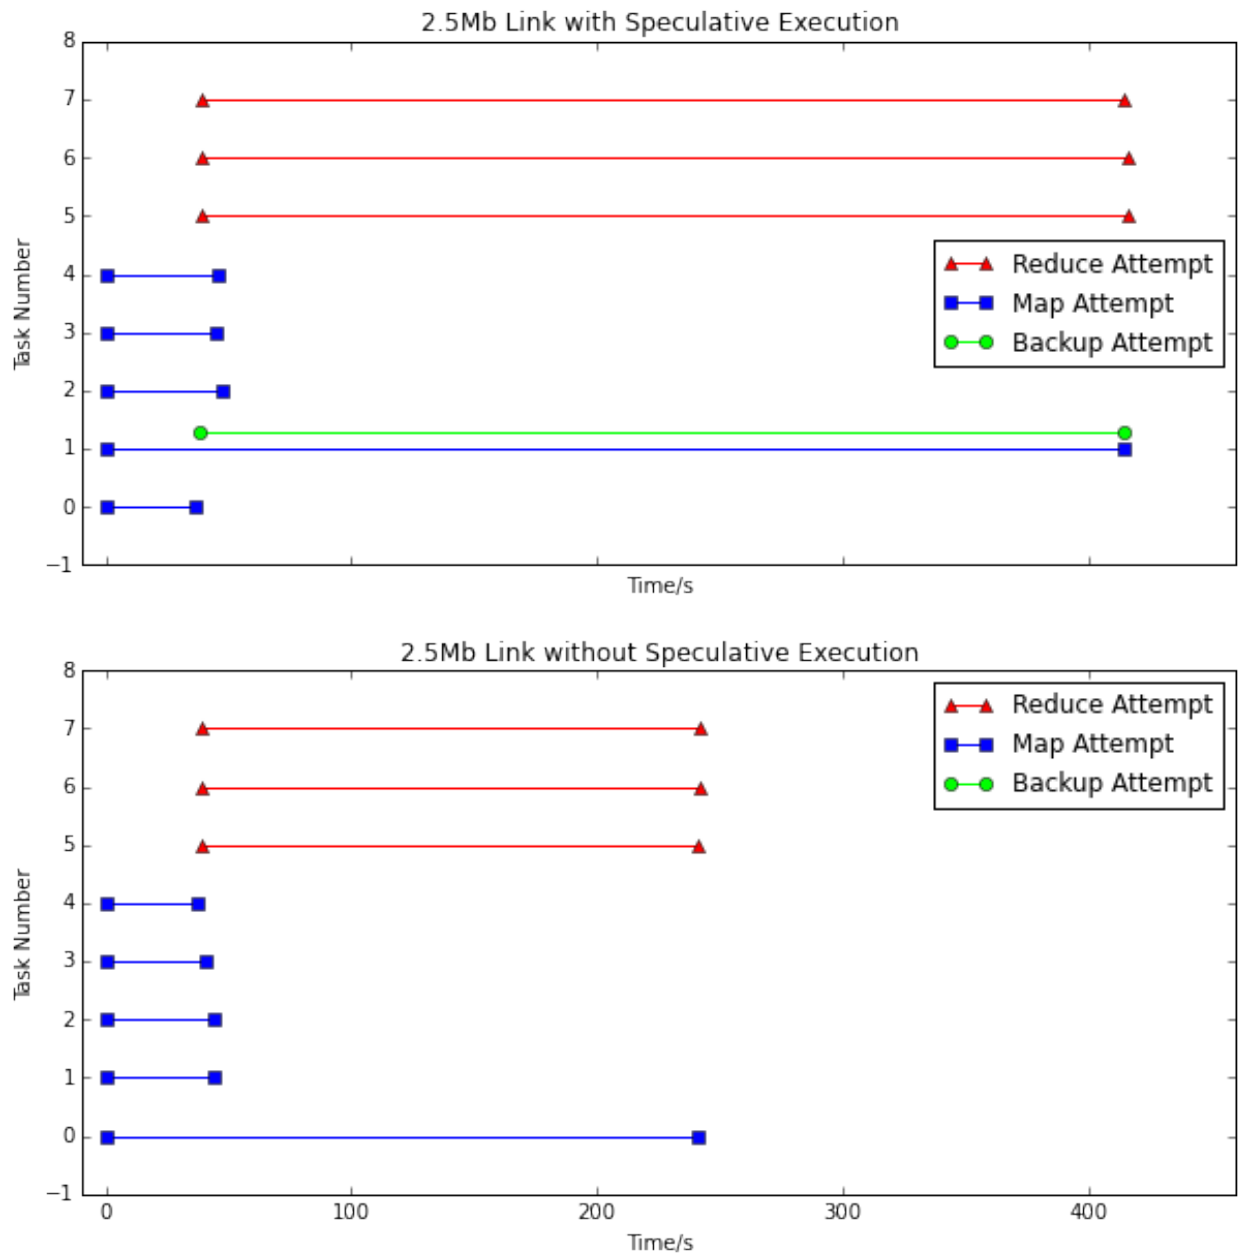 2.5Mb Link with Speculative Execution
8
7
6
5
4
3
2
1
0
−1
Task Number
Reduce Attempt
Map Attempt
Backup Attempt
Time/s
2.5Mb Link without Speculative Execution
8
7
6
5
4
3
2
1
0
−1
Task Number
Reduce Attempt
Map Attempt
Backup Attempt
0 100 200 300 400
Time/s